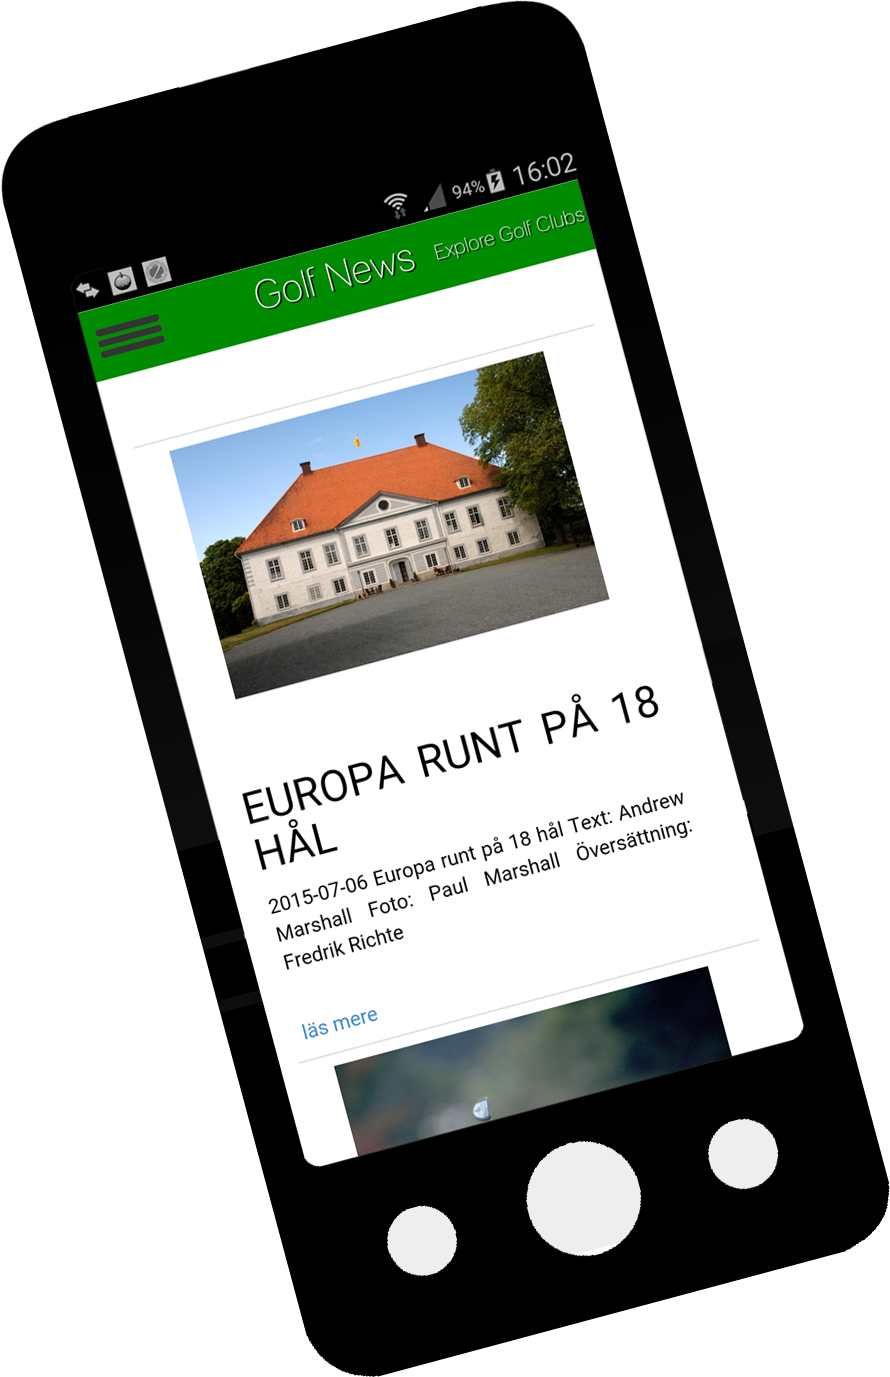 94% 16:02
Golf News Explore Golf Clubs
EUROPA RUNT PÅ 18
HÅL
2015-07-06 Europa runt på 18 hål Text: Andrew
Marshall Foto: Paul Marshall Översättning:
Fredrik Richte
läs mere